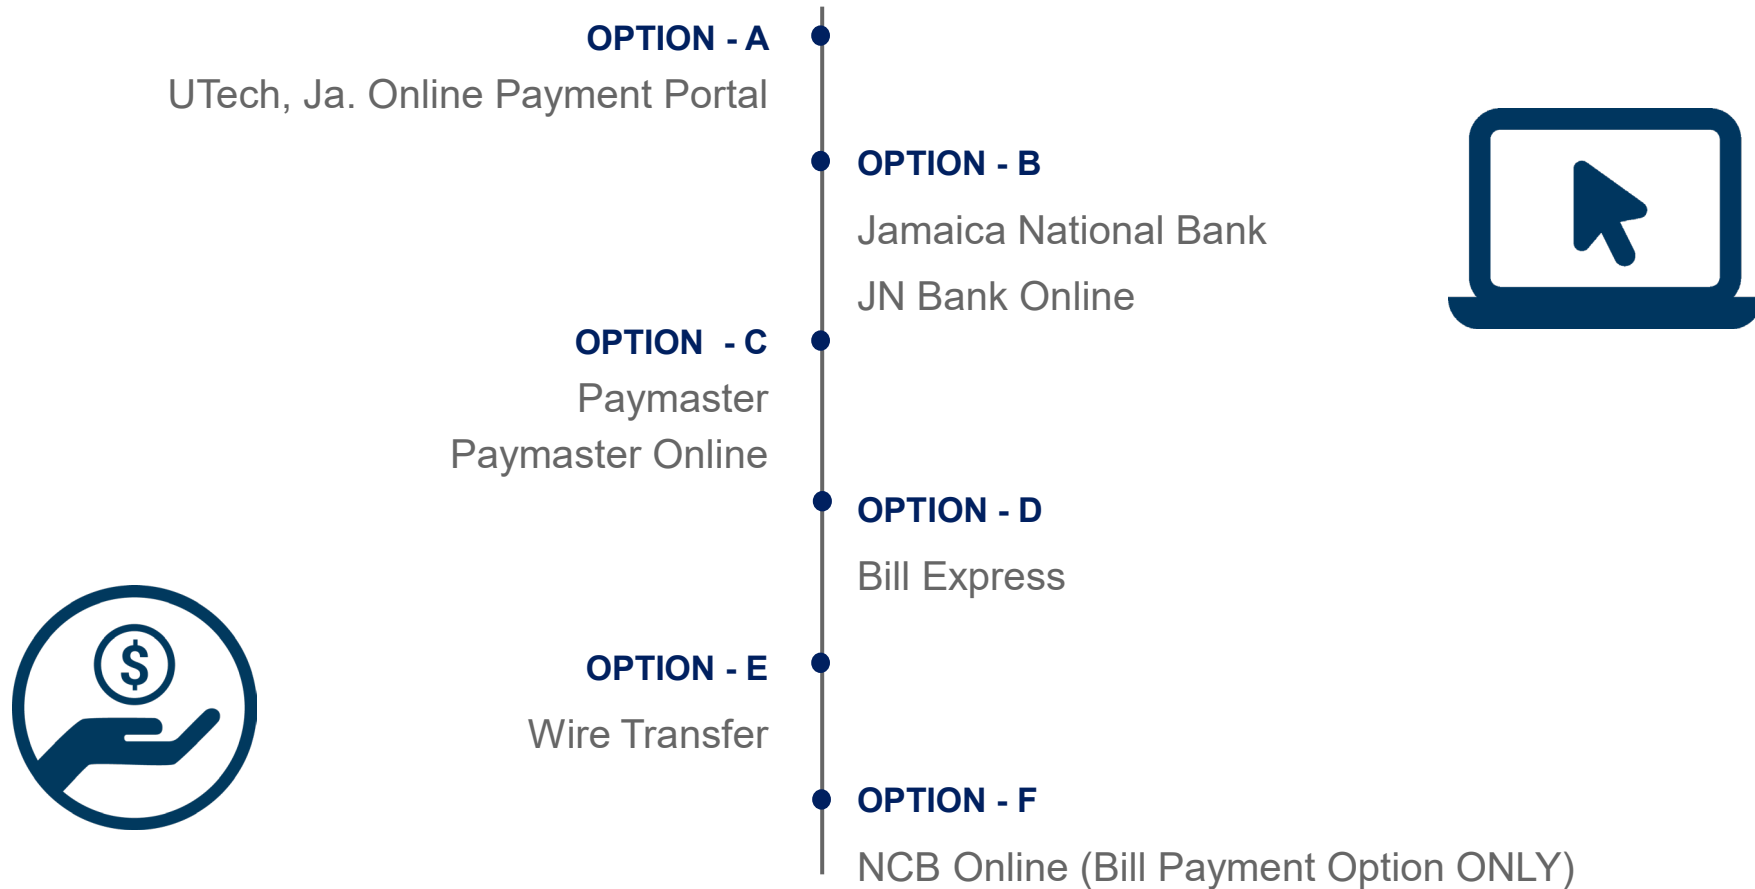 OPTION - A
UTech, Ja. Online Payment Portal
OPTION - B
Jamaica National Bank
JN Bank Online
OPTION  - C
Paymaster
Paymaster Online
OPTION - D
Bill Express
OPTION - E
Wire Transfer
OPTION - F
NCB Online (Bill Payment Option ONLY)
$